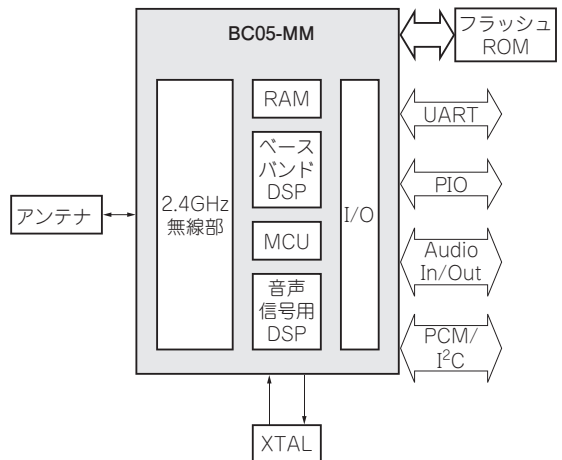 BC05-MM
フラッシュ
ROM
RAM
UART
ベース
バンド
DSP
PIO
アンテナ
2.4GHz
無線部
I/O
MCU
Audio
In/Out
音声
信号用
DSP
PCM/
I²C
XTAL